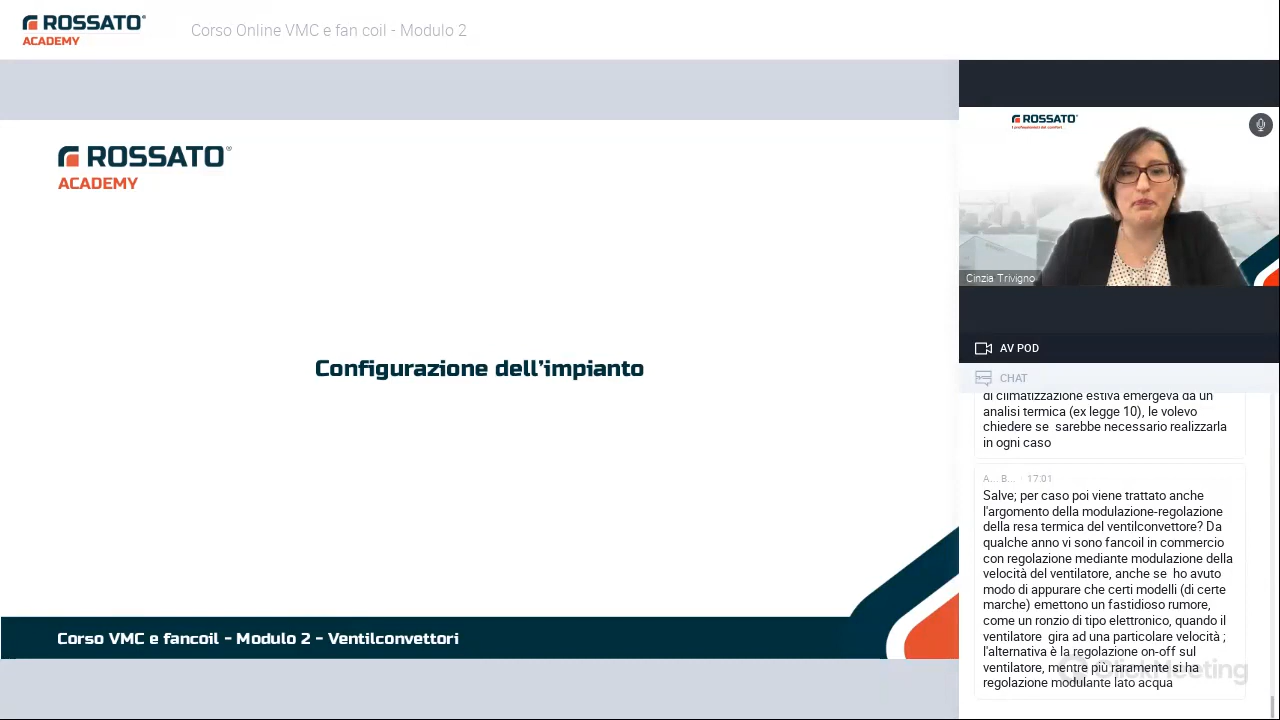 ROSSATO®
ACADEMY
Corso Online VMC e fan coil - Modulo 2
ROSSATO®
ACADEMY
Configurazione dell'impianto
Corso VMC e fancoil - Modulo 2 - Ventilconvettori
ROSSATO®
I professionisti del comfort
Cinzia Trivigno
AV POD
CHAT
di climatizzazione estiva emergeva da un
analisi termica (ex legge 10), le volevo
chiedere se  sarebbe necessario realizzarla
in ogni caso
A... B... · 17:01
Salve; per caso poi viene trattato anche
l'argomento della modulazione-regolazione
della resa termica del ventilconvettore? Da
qualche anno vi sono fancoil in commercio
con regolazione mediante modulazione della
velocità del ventilatore, anche se  ho avuto
modo di appurare che certi modelli (di certe
marche) emettono un fastidioso rumore,
come un ronzio di tipo elettronico, quando il
ventilatore  gira ad una particolare velocità ;
l'alternativa è la regolazione on-off sul
ventilatore, mentre più raramente si ha
regolazione modulante lato acqua
ClickMeeting